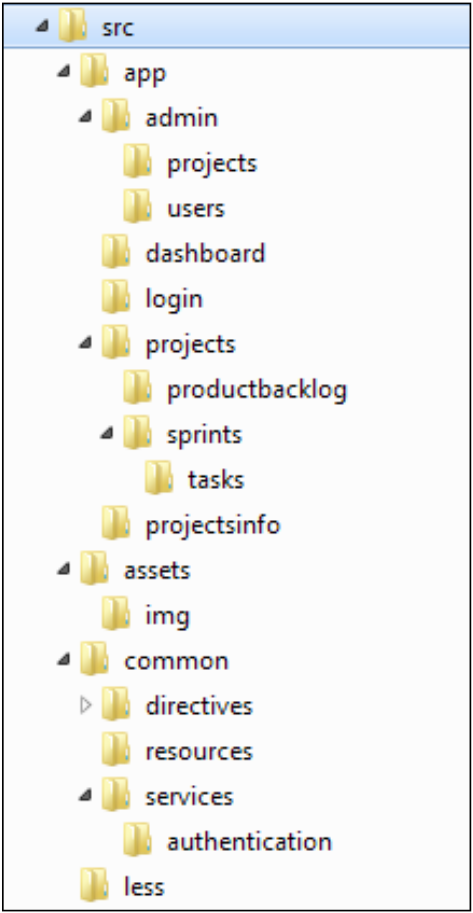 src
app
admin
projects
users
dashboard
login
projects
productbacklog
sprints
tasks
projectsinfo
assets
img
common
directives
resources
services
authentication
less